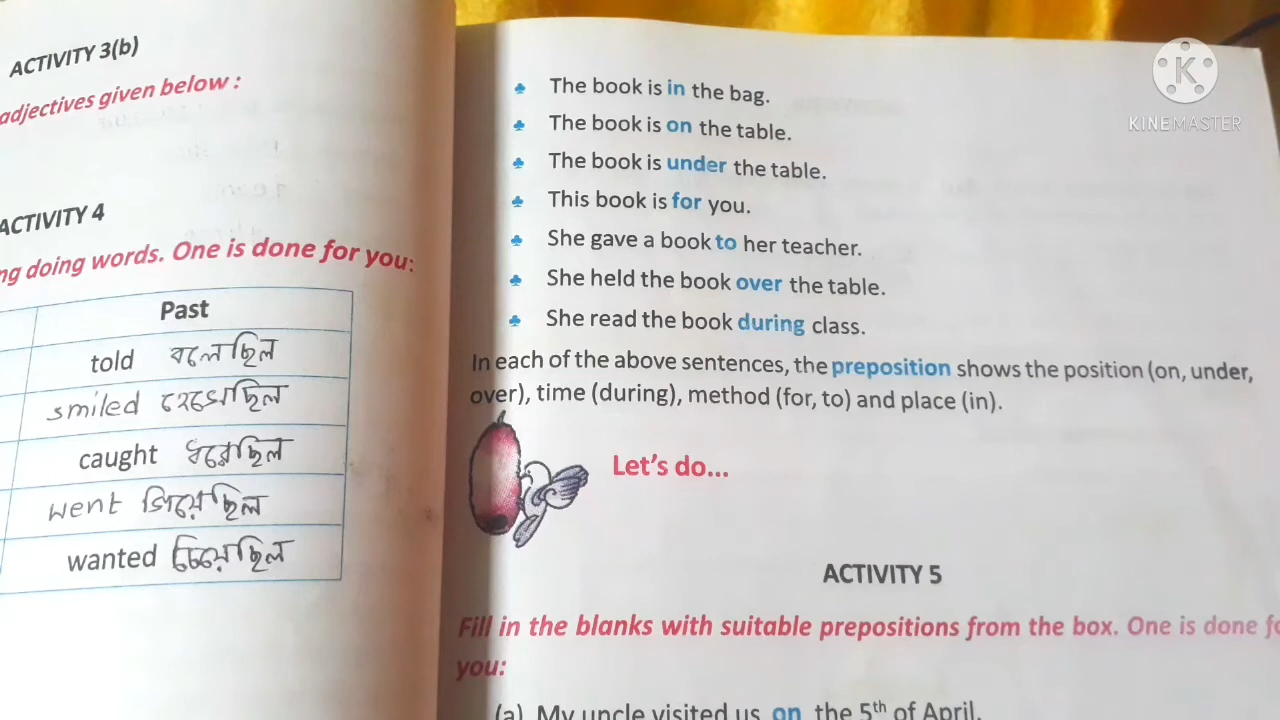 ACTIVITY 3(b)
adjectives given below :
ACTIVITY 4
ng doing words. One is done for you:
Past
told বলেছিল
smiled হেসেছিল
caught ধরেছিল
went গিয়েছিল
wanted চেয়েছিল
♣ The book is in the bag.
♣ The book is on the table.
♣ The book is under the table.
♣ This book is for you.
♣ She gave a book to her teacher.
♣ She held the book over the table.
♣ She read the book during class.
In each of the above sentences, the preposition shows the position (on, under,
over), time (during), method (for, to) and place (in).
Let's do...
ACTIVITY 5
Fill in the blanks with suitable prepositions from the box. One is done fo
you:
(a) My uncle visited us on the 5th of April.
K
KINEMASTER